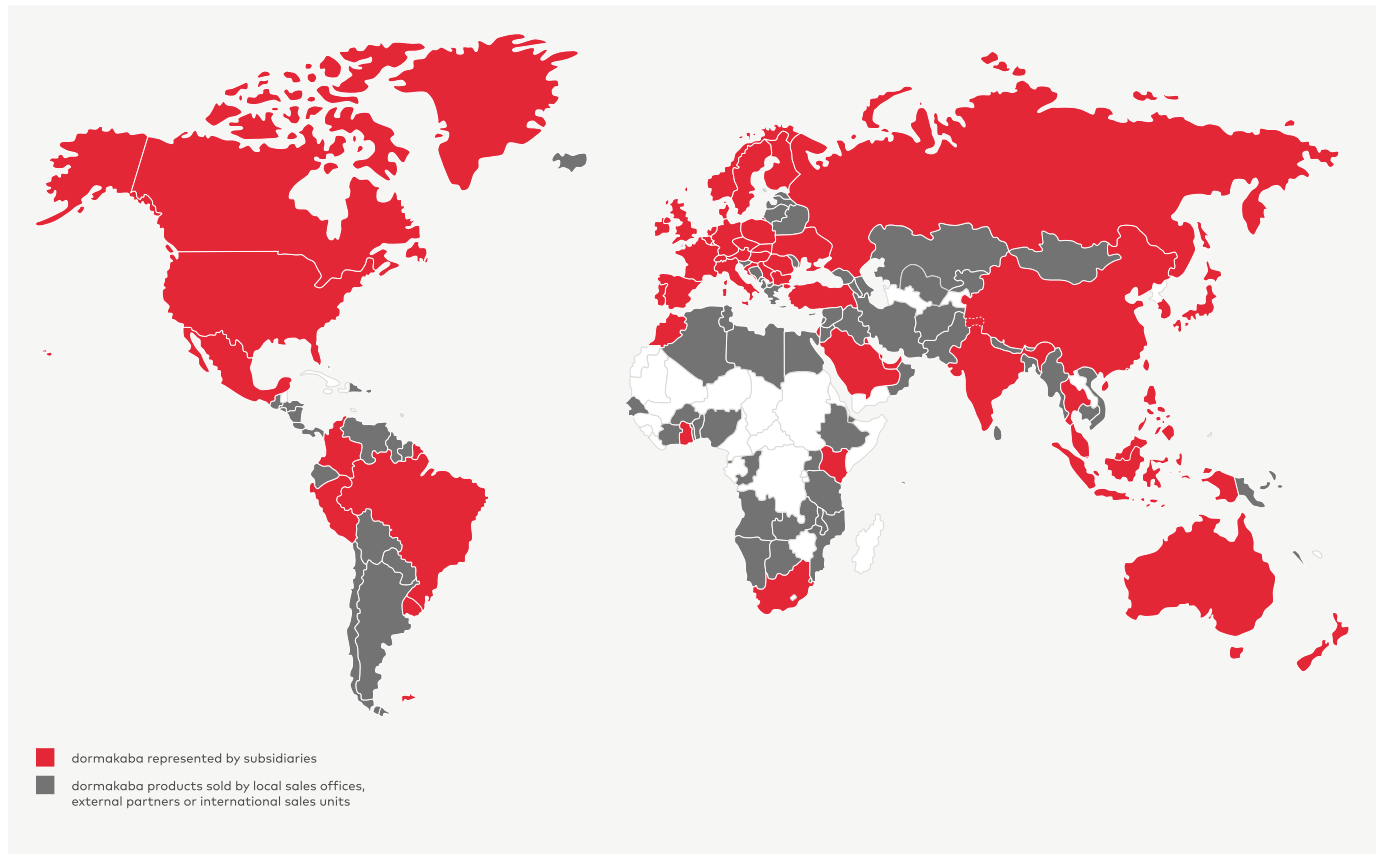 dormakaba represented by subsidiaries
dormakaba products sold by local sales offices,
external partners or international sales units